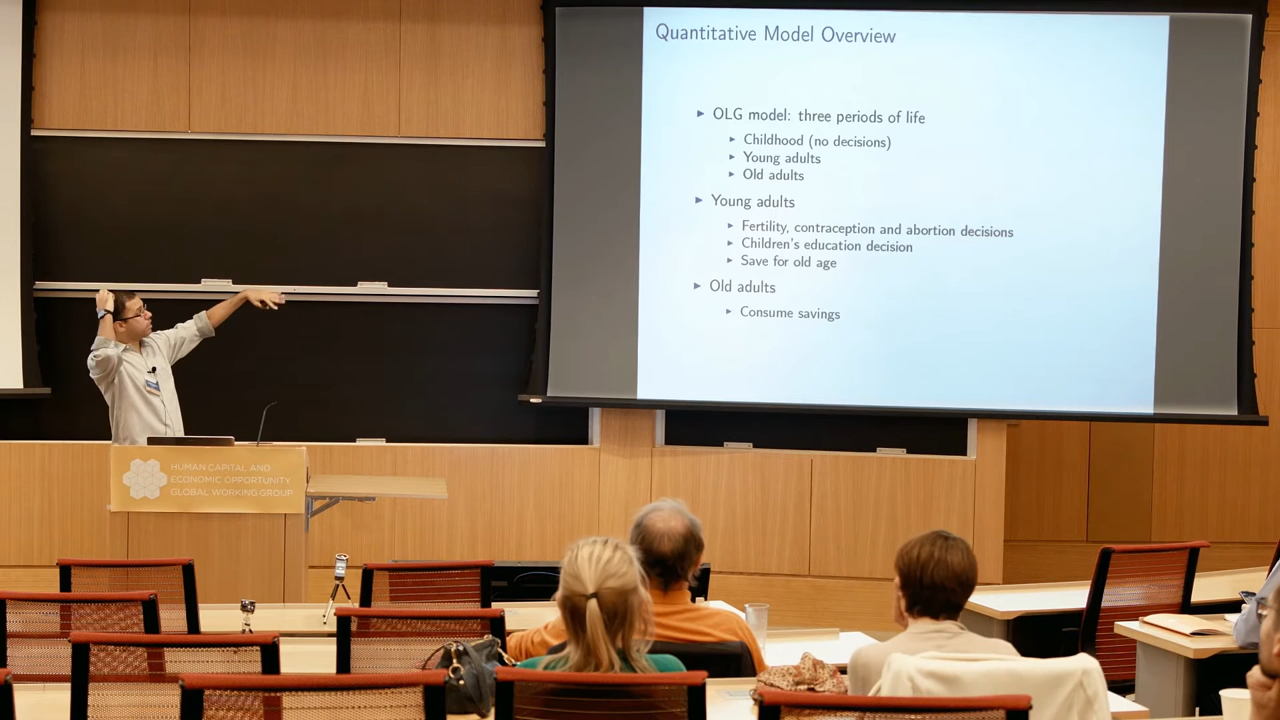 Quantitative Model Overview
OLG model: three periods of life
Childhood (no decisions)
Young adults
Old adults
Young adults
Fertility, contraception and abortion decisions
Children's education decision
Save for old age
Old adults
Consume savings
HUMAN CAPITAL AND
ECONOMIC OPPORTUNITY
GLOBAL WORKING GROUP